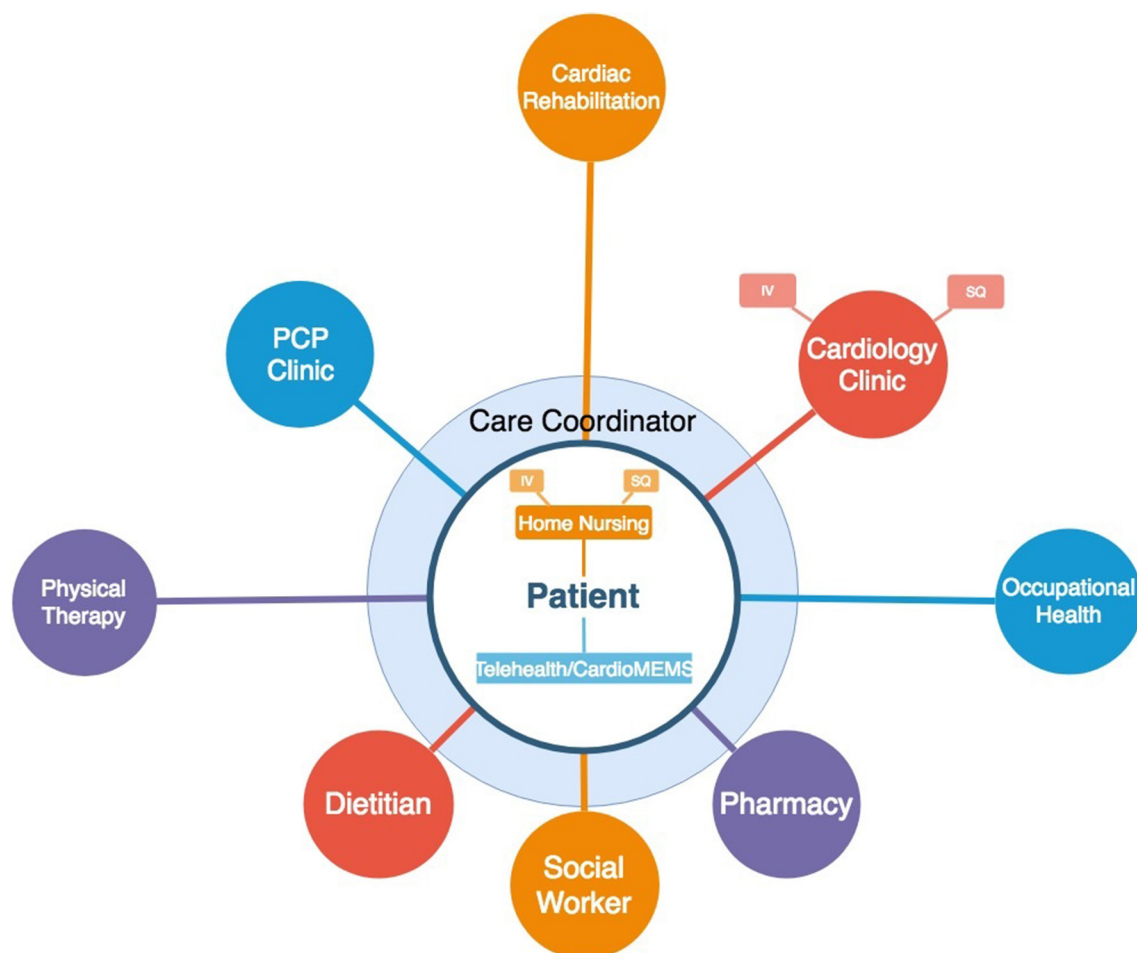 Cardiac
Rehabilitation
IV
SQ
PCP
Clinic
Cardiology
Clinic
Care Coordinator
IV
SQ
Home Nursing
Physical
Therapy
Patient
Occupational
Health
Telehealth/CardioMEMS
Dietitian
Pharmacy
Social
Worker